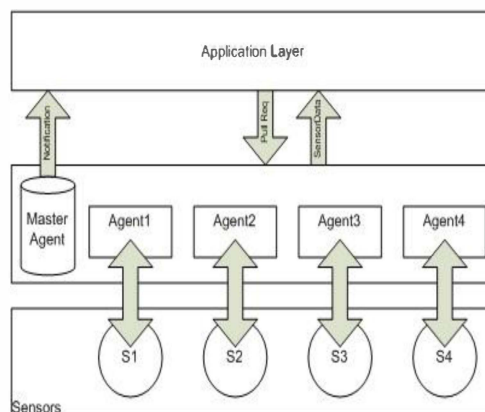 Application Layer
Notification
Pull Req
SensorData
Master
Agent
Agent1
Agent2
Agent3
Agent4
S1
S2
S3
S4
Sensors